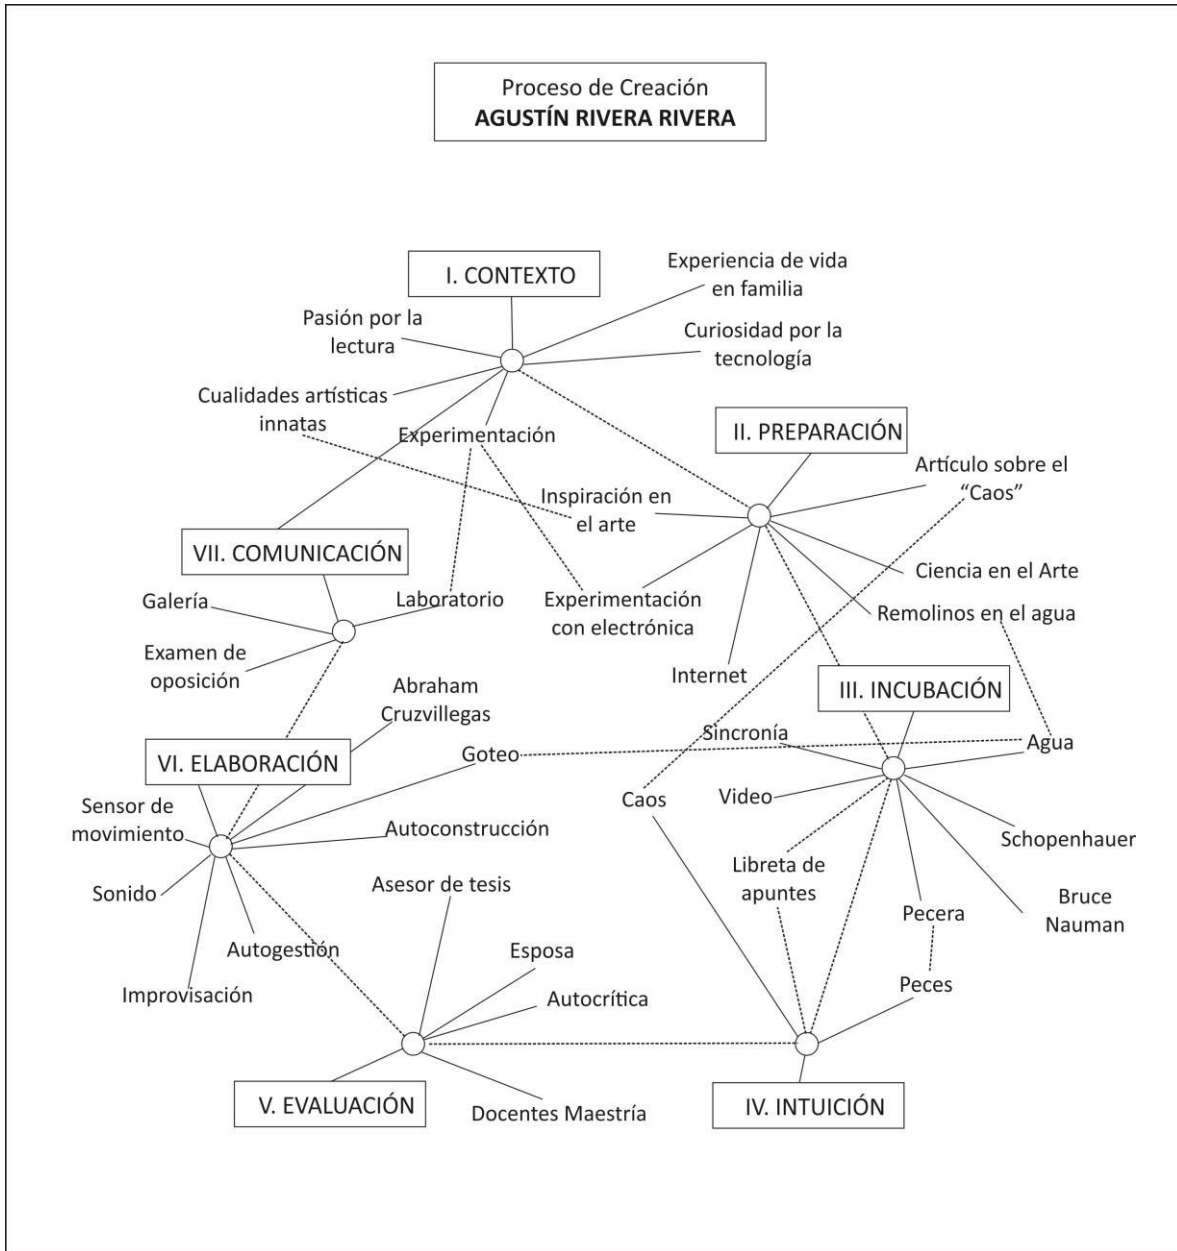 Proceso de Creación
AGUSTÍN RIVERA RIVERA
I. CONTEXTO
Experiencia de vida
en familia
Pasión por la
lectura
Curiosidad por la
tecnología
Cualidades artísticas
innatas
Experimentación
II. PREPARACIÓN
Artículo sobre el
“Caos”
Inspiración en
el arte
Ciencia en el Arte
Experimentación
con electrónica
Remolinos en el agua
Internet
VII. COMUNICACIÓN
Galería
Laboratorio
Examen de
oposición
III. INCUBACIÓN
Sincronía
Agua
Video
Schopenhauer
Libreta de
apuntes
Bruce
Nauman
Pecera
Peces
Caos
VI. ELABORACIÓN
Abraham
Cruzvillegas
Goteo
Sensor de
movimiento
Autoconstrucción
Sonido
Autogestión
Improvisación
Asesor de tesis
Esposa
Autocrítica
V. EVALUACIÓN
Docentes Maestría
IV. INTUICIÓN